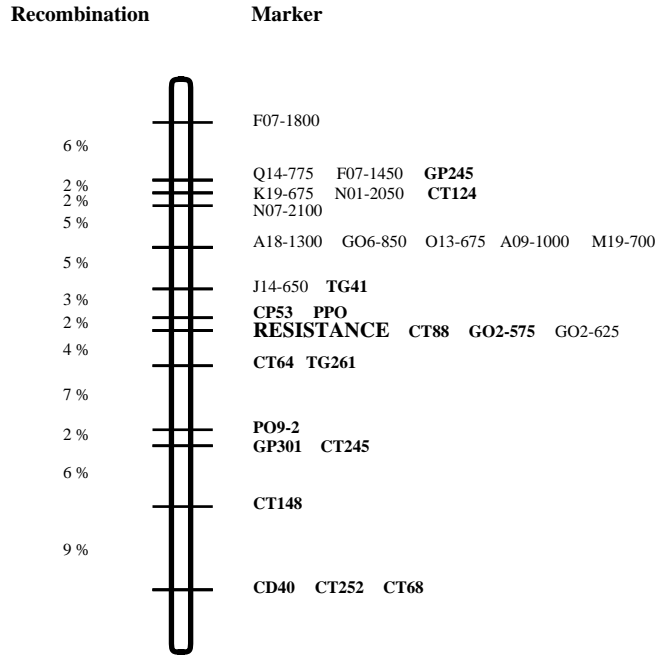 Recombination Marker
F07-1800
6 %
Q14-775 F07-1450 GP245
2 %
K19-675 N01-2050 CT124
2 %
N07-2100
5 %
A18-1300 GO6-850 O13-675 A09-1000 M19-700
5 %
J14-650 TG41
3 %
CP53 PPO
2 %
RESISTANCE CT88 GO2-575 GO2-625
4 %
CT64 TG261
7 %
PO9-2
2 %
GP301 CT245
6 %
CT148
9 %
CD40 CT252 CT68